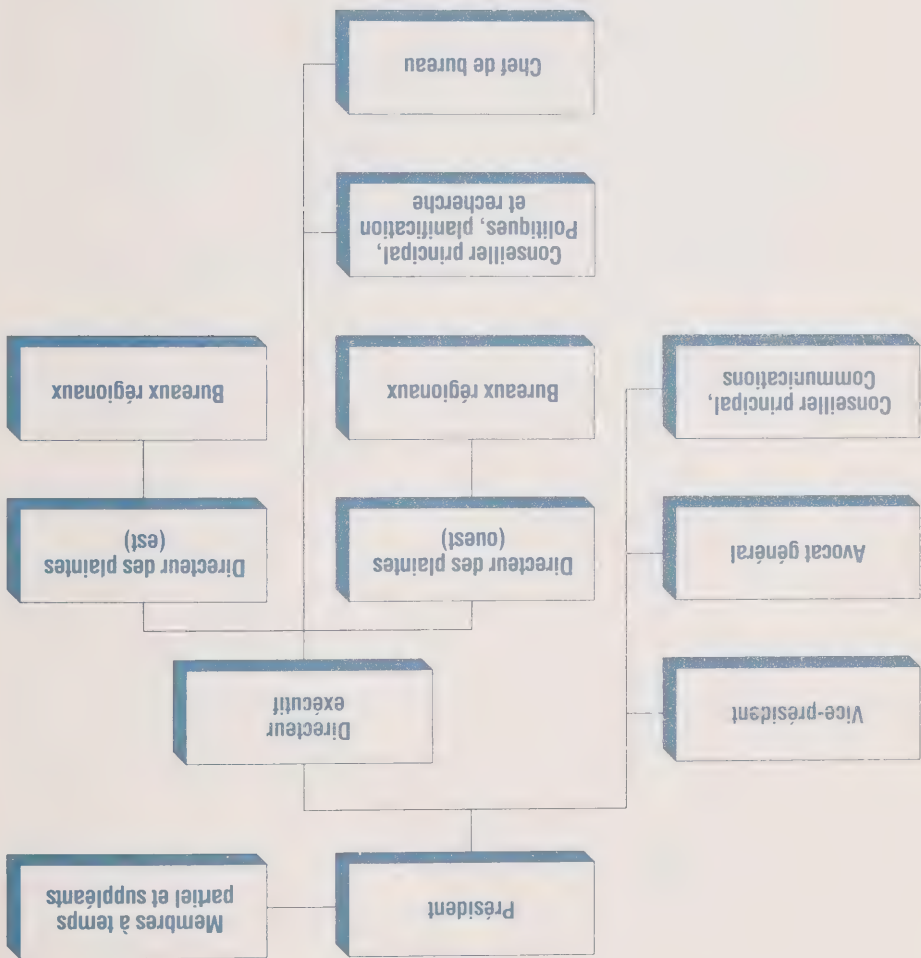 Président
Membres à temps
partiel et suppléants
Vice-président
Directeur
exécutif
Avocat général
Directeur des plaintes
(ouest)
Directeur des plaintes
(est)
Conseiller principal,
Communications
Bureaux régionaux
Bureaux régionaux
Conseiller principal,
Politiques, planification
et recherche
Chef de bureau